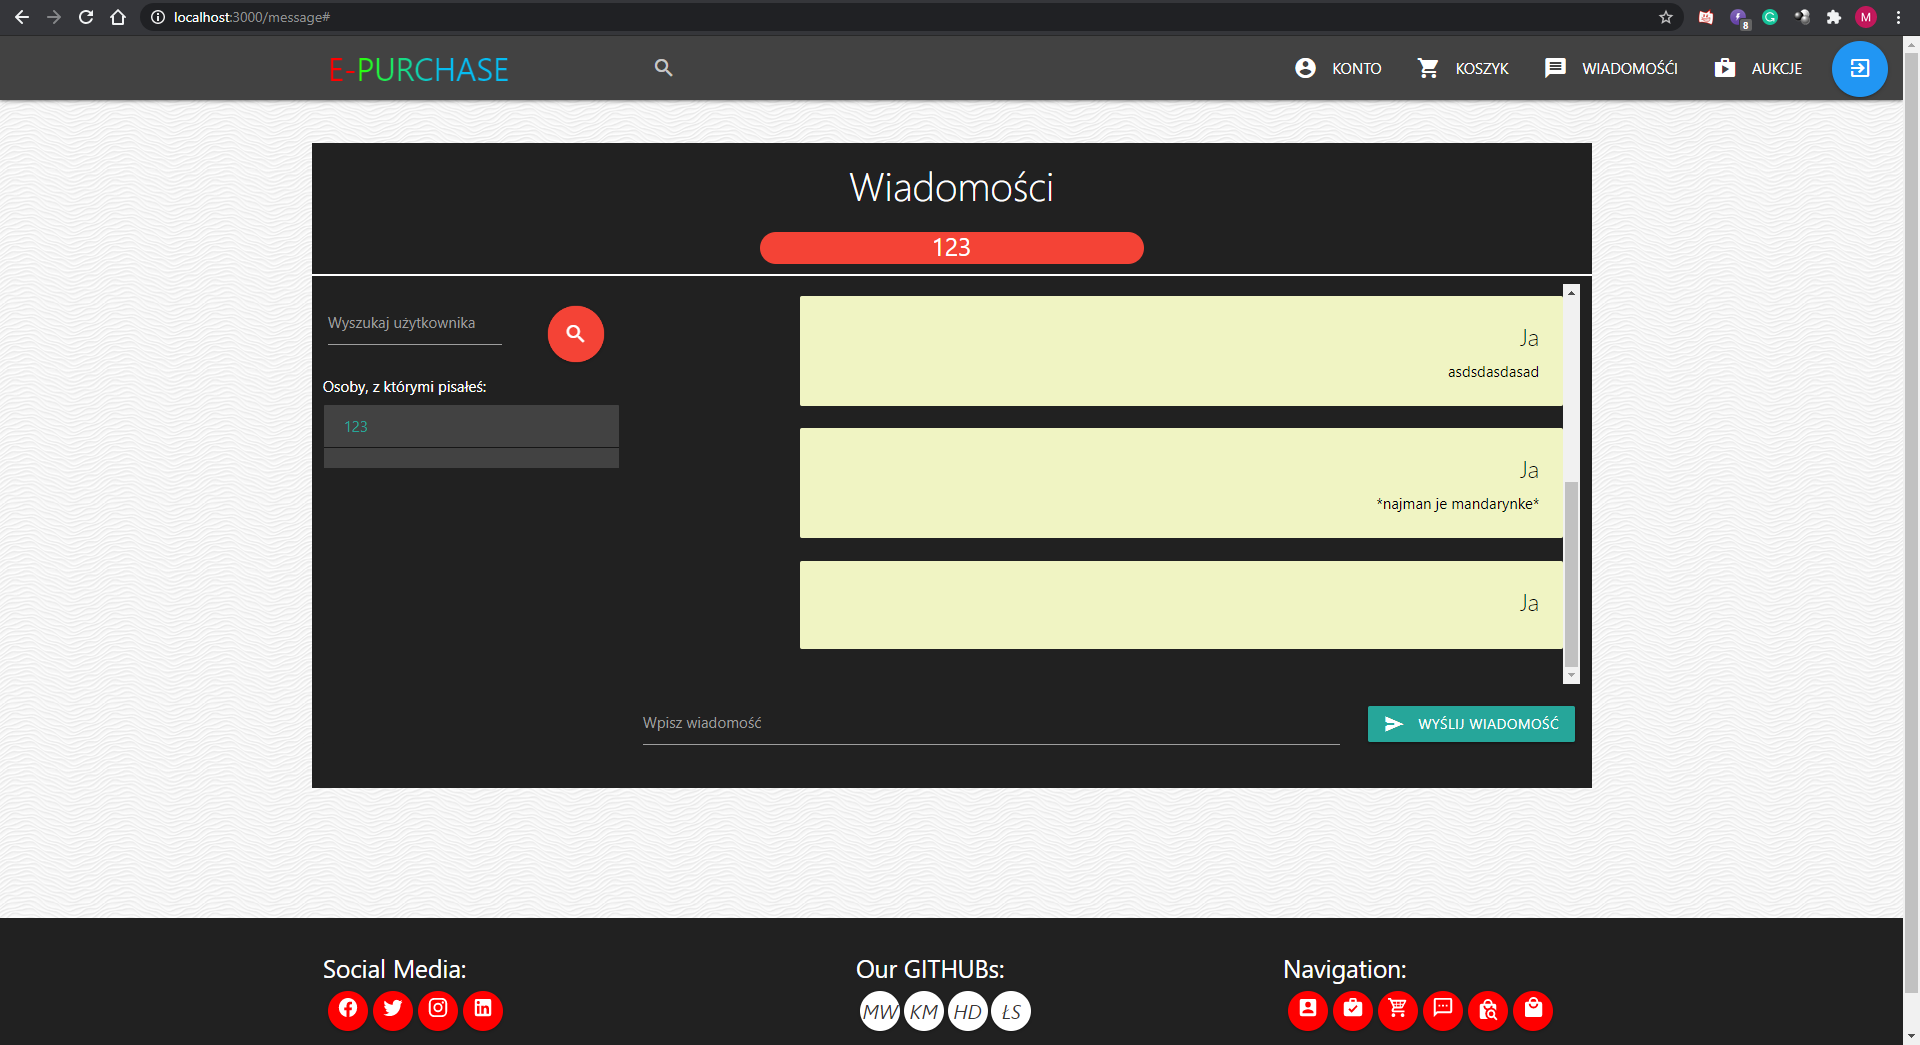 localhost:3000/message#
8
G
M
E-PURCHASE
KONTO
KOSZYK
WIADOMOŚĆI
AUKCJE
Wiadomości
123
Wyszukaj użytkownika
Osoby, z którymi pisałeś:
123
Ja
asdsdasdasad
Ja
*najman je mandarynke*
Ja
Wpisz wiadomość
WYŚLIJ WIADOMOŚĆ
Social Media:
Our GITHUBs:
MW KM HD ŁS
Navigation: